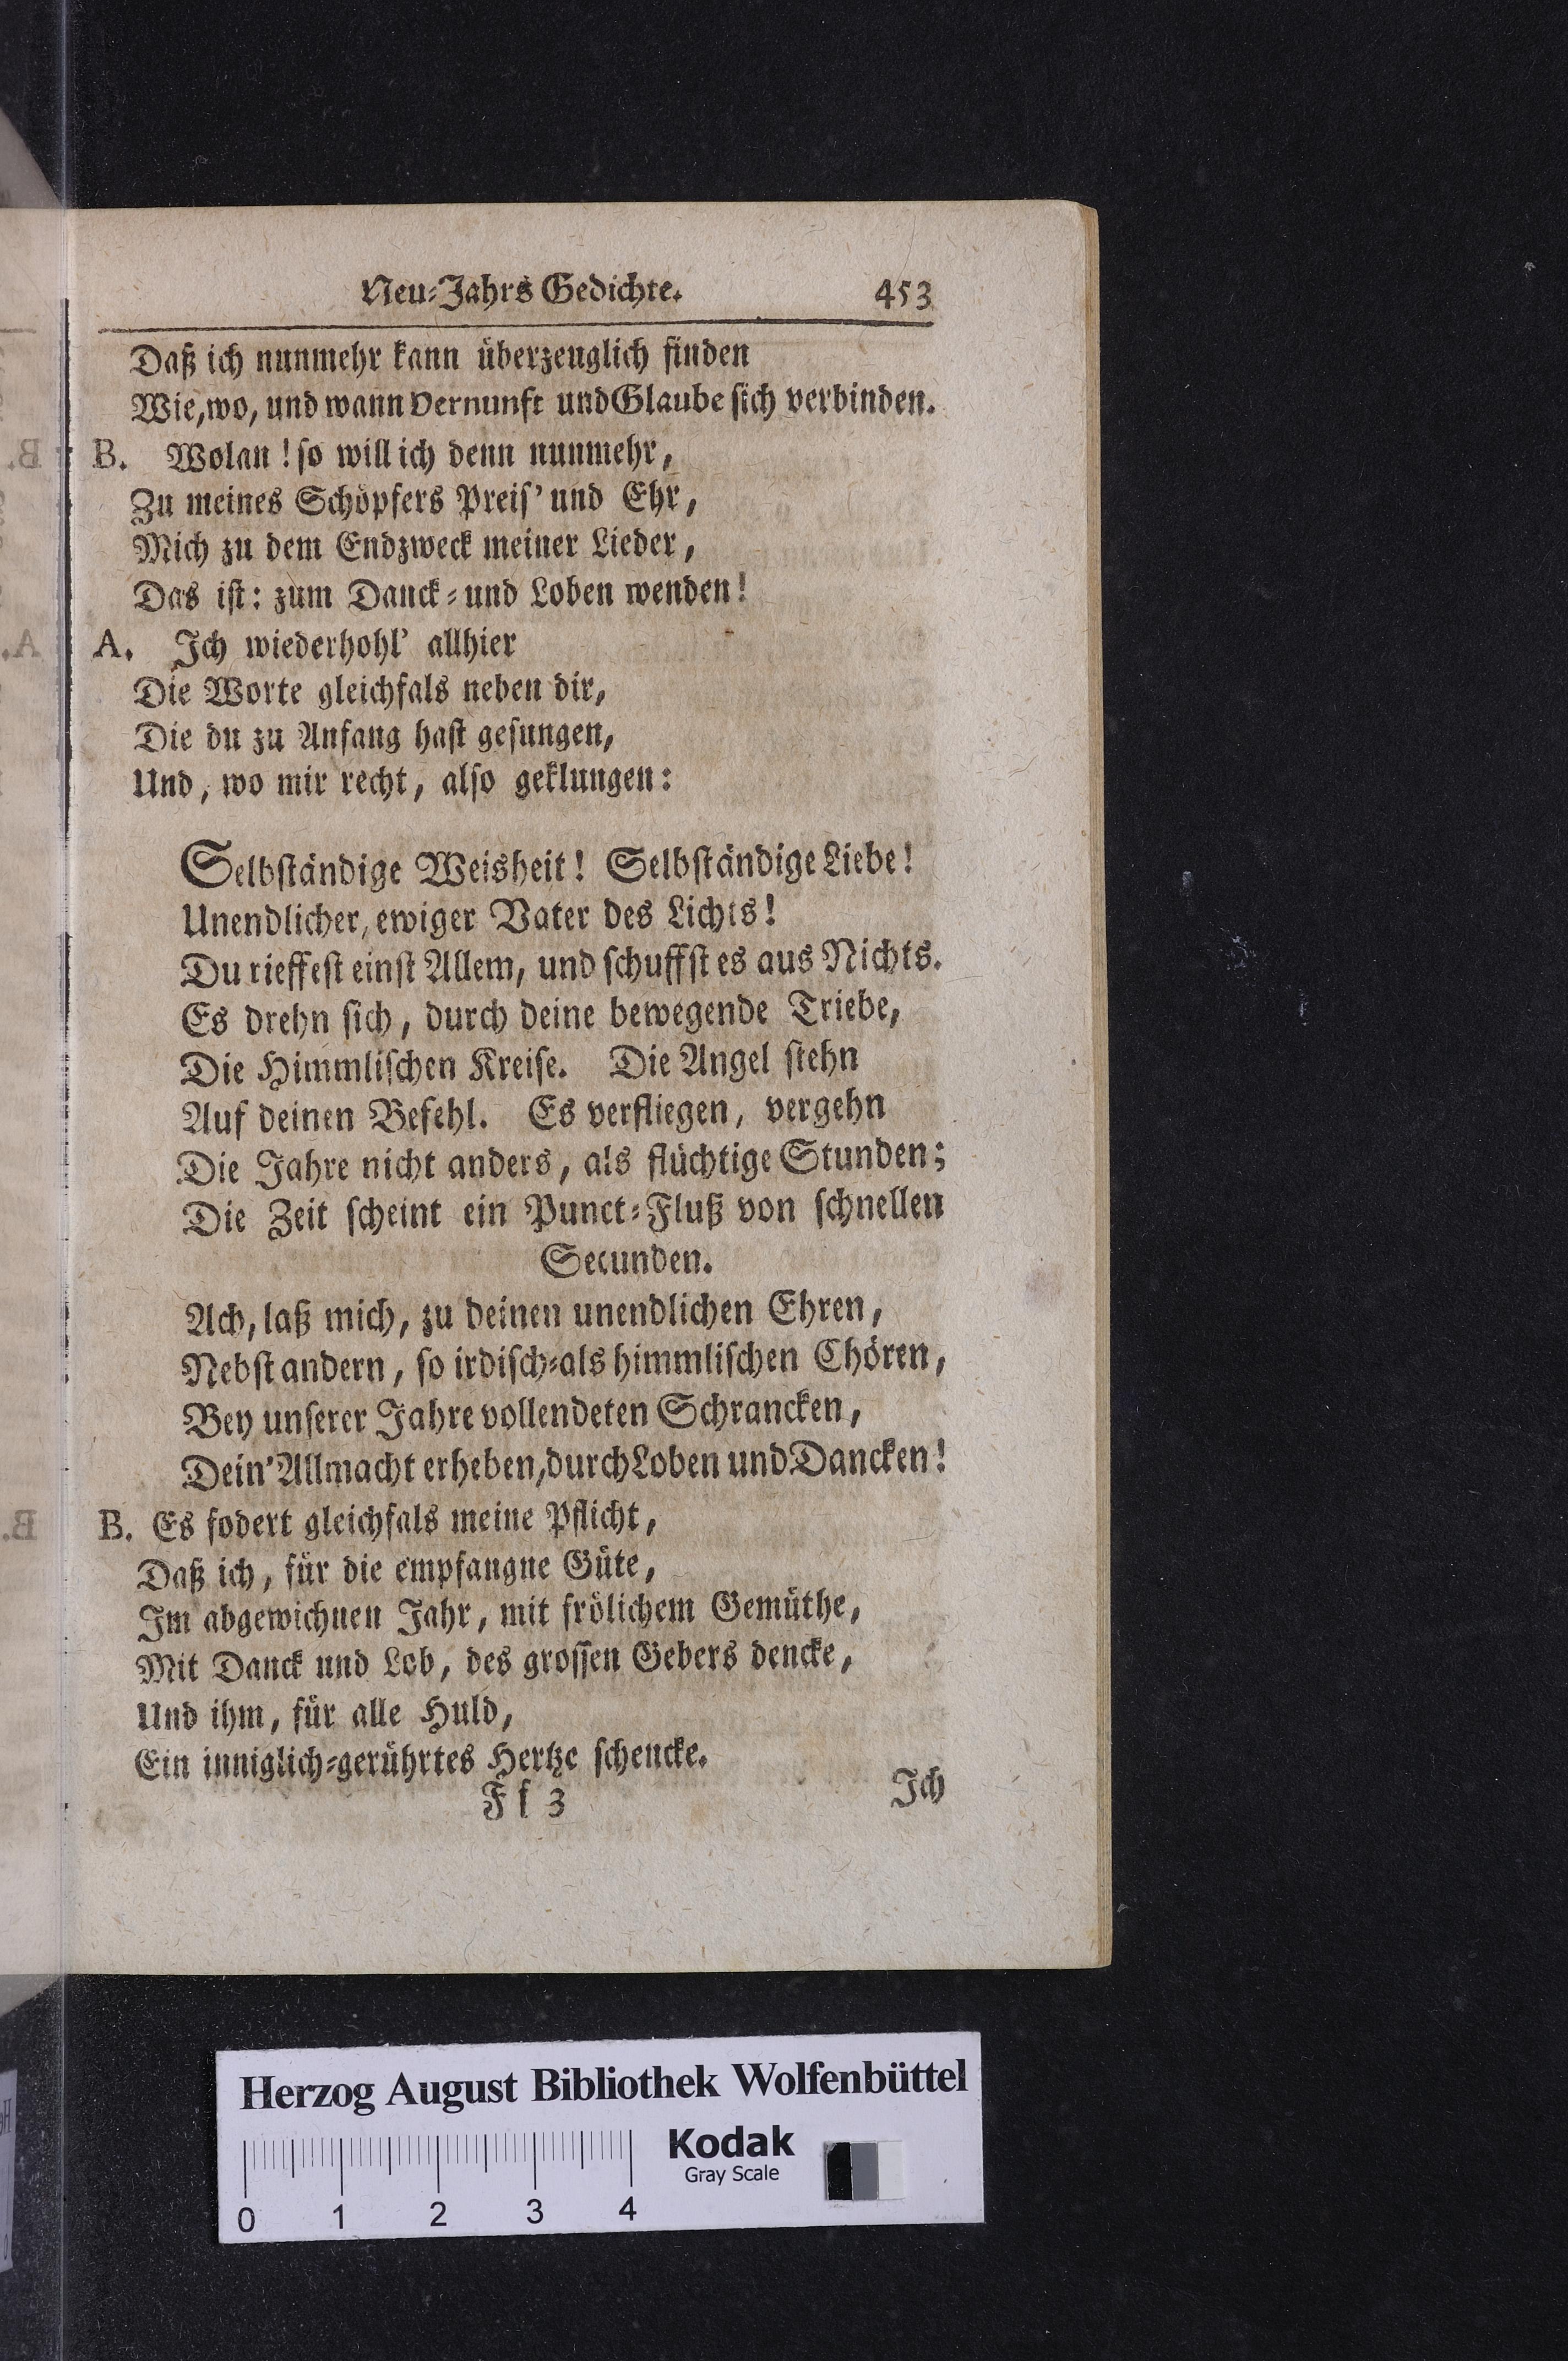 Neu-Jahrs Gedichte. 453
Daß ich nunmehr kann überzeuglich finden
Wie, wo, und wann Vernunft und Glaube sich verbinden.
B. Wolan! so will ich denn nunmehr,
Zu meines Schöpfers Preis' und Ehr,
Mich zu dem Endzweck meiner Lieder,
Das ist: zum Danck- und Loben wenden!
A. Ich wiederhohl' allhier
Die Worte gleichfals neben dir,
Die du zu Anfang hast gesungen,
Und, wo mir recht, also geklungen:
Selbständige Weisheit! Selbständige Liebe!
Unendlicher, ewiger Vater des Lichts!
Du rieffest einst Allem, und schuffst es aus Nichts.
Es drehn sich, durch deine bewegende Triebe,
Die Himmlischen Kreise. Die Angel stehn
Auf deinen Befehl. Es verfliegen, vergehn
Die Jahre nicht anders, als flüchtige Stunden;
Die Zeit scheint ein Punct-Fluß von schnellen
Secunden.
Ach, laß mich, zu deinen unendlichen Ehren,
Nebst andern, so irdisch-als himmlischen Chören,
Bey unserer Jahre vollendeten Schrancken,
Dein' Allmacht erheben, durch Loben und Dancken!
B. Es fodert gleichfals meine Pflicht,
Daß ich, für die empfangne Güte,
Im abgewichnen Jahr, mit frölichem Gemüthe,
Mit Danck und Lob, des grossen Gebers dencke,
Und ihm, für alle Huld,
Ein inniglich-gerührtes Hertze schencke.
Ff 3 Ich
Herzog August Bibliothek Wolfenbüttel
Kodak
Gray Scale
0 1 2 3 4